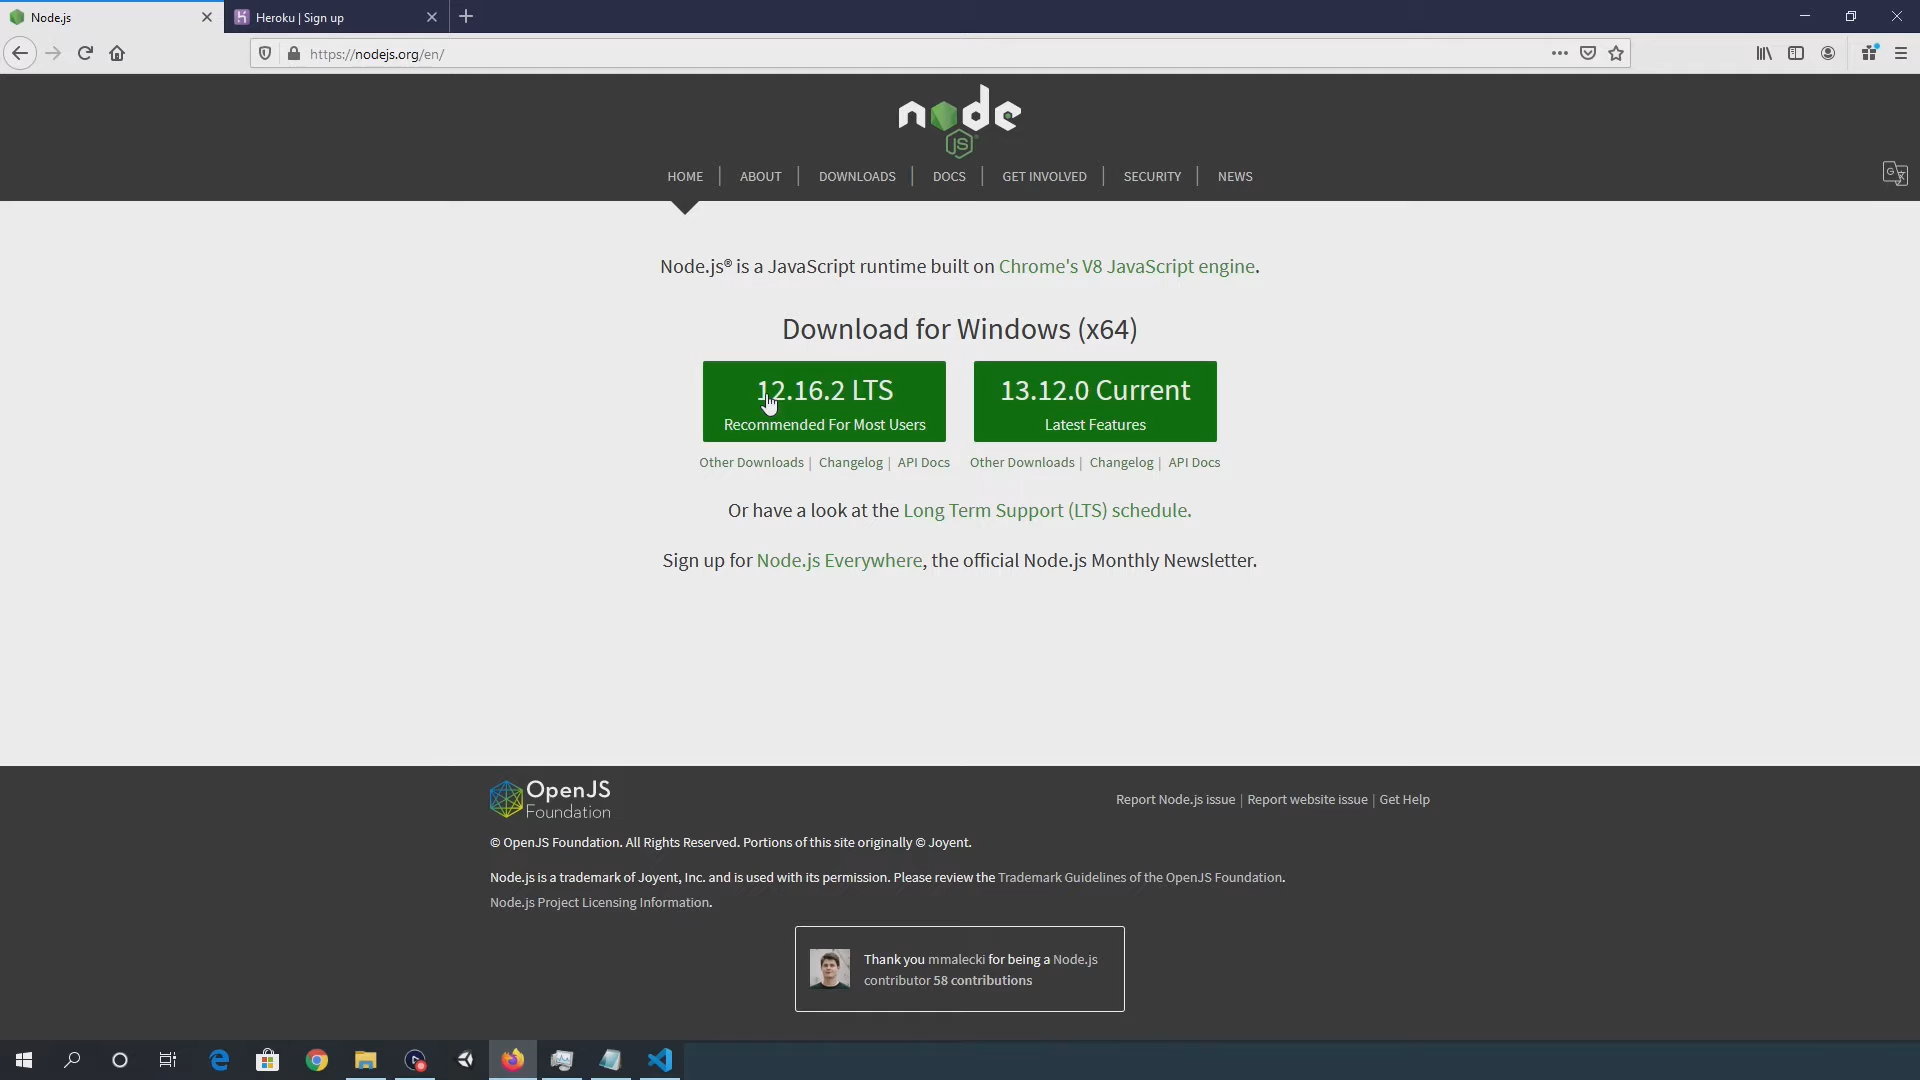 Node.js
Heroku | Sign up
https://nodejs.org/en/
node
JS
HOME | ABOUT | DOWNLOADS | DOCS | GET INVOLVED | SECURITY | NEWS
Node.js® is a JavaScript runtime built on Chrome's V8 JavaScript engine.
Download for Windows (x64)
12.16.2 LTS
Recommended For Most Users
13.12.0 Current
Latest Features
Other Downloads | Changelog | API Docs
Other Downloads | Changelog | API Docs
Or have a look at the Long Term Support (LTS) schedule.
Sign up for Node.js Everywhere, the official Node.js Monthly Newsletter.
OpenJS
Foundation
Report Node.js issue | Report website issue | Get Help
© OpenJS Foundation. All Rights Reserved. Portions of this site originally © Joyent.
Node.js is a trademark of Joyent, Inc. and is used with its permission. Please review the Trademark Guidelines of the OpenJS Foundation.
Node.js Project Licensing Information.
Thank you mmalecki for being a Node.js
contributor 58 contributions